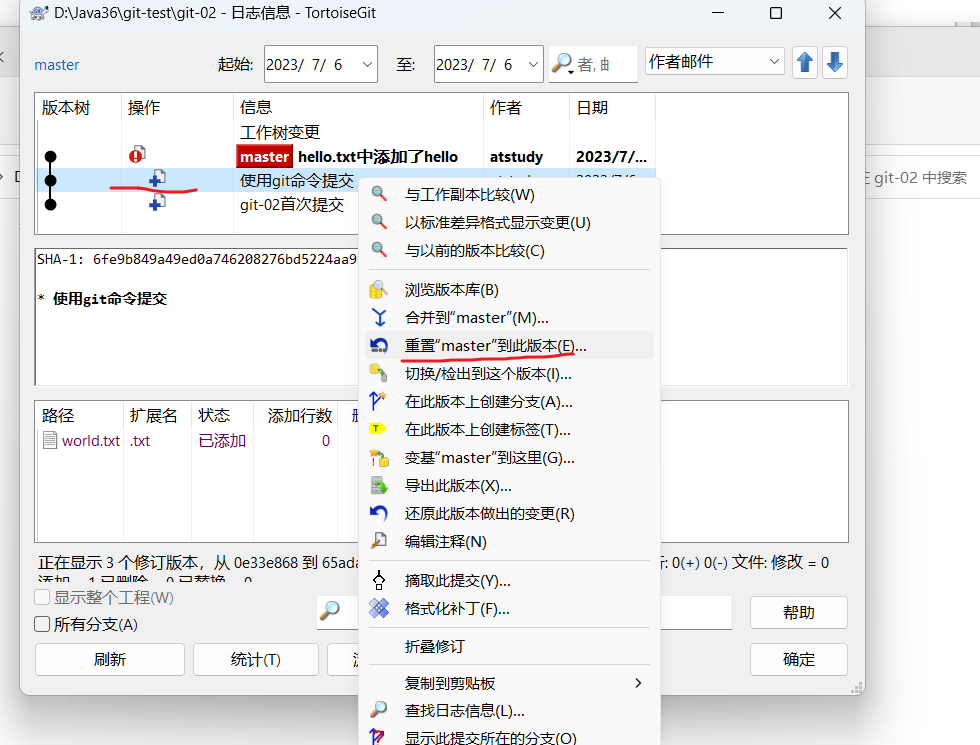 D:\Java36\git-test\git-02 - 日志信息 - TortoiseGit
master 起始: 2023/ 7/ 6 至: 2023/ 7/ 6 者, 由 作者邮件
版本树 操作 信息 作者 日期
工作树变更
master hello.txt中添加了hello atstudy 2023/7/...
使用git命令提交
git-02首次提交
git-02 中搜索
SHA-1: 6fe9b849a49ed0a746208276bd5224aa9
* 使用git命令提交
路径 扩展名 状态 添加行数
world.txt .txt 已添加 0
正在显示 3 个修订版本，从 0e33e868 到 65ada
行: 0(+) 0(-) 文件: 修改 = 0
显示整个工程(W)
所有分支(A)
帮助
刷新 统计(T) 确定
与工作副本比较(W)
以标准差异格式显示变更(U)
与以前的版本比较(C)
浏览版本库(B)
合并到“master”(M)...
重置“master”到此版本(E)...
切换/检出到这个版本(I)...
在此版本上创建分支(A)...
在此版本上创建标签(T)...
变基“master”到这里(G)...
导出此版本(X)...
还原此版本做出的变更(R)
编辑注释(N)
摘取此提交(Y)...
格式化补丁(F)...
折叠修订
复制到剪贴板
查找日志信息(L)...
显示此提交所在的分支(O)